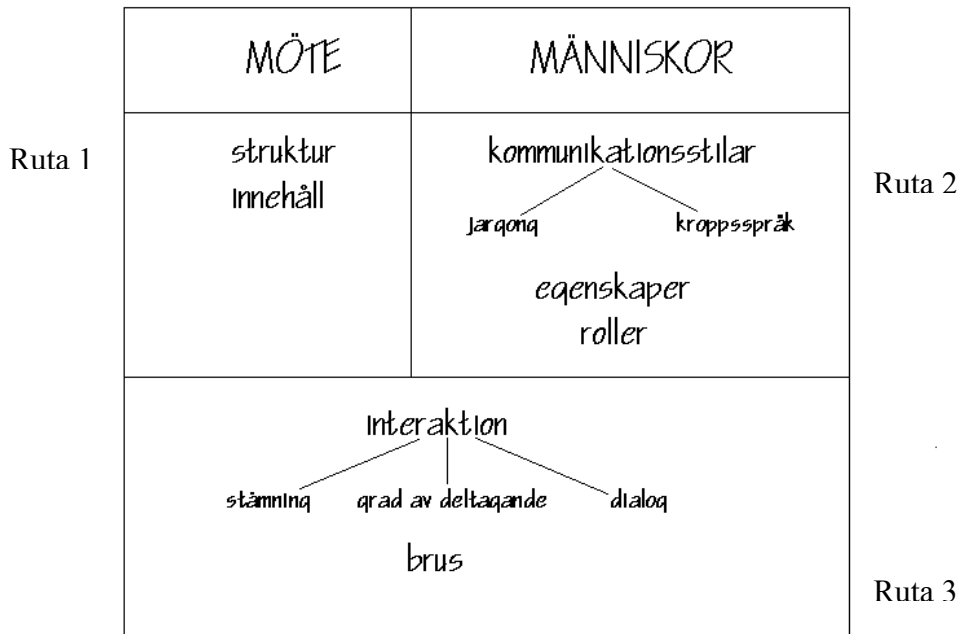 MÖTE MÄNNISKOR
Ruta 1
struktur
innehåll
kommunikationsstilar
Ruta 2
jargong kroppsspråk
egenskaper
roller
interaktion
stämning grad av deltagande dialog
brus
Ruta 3